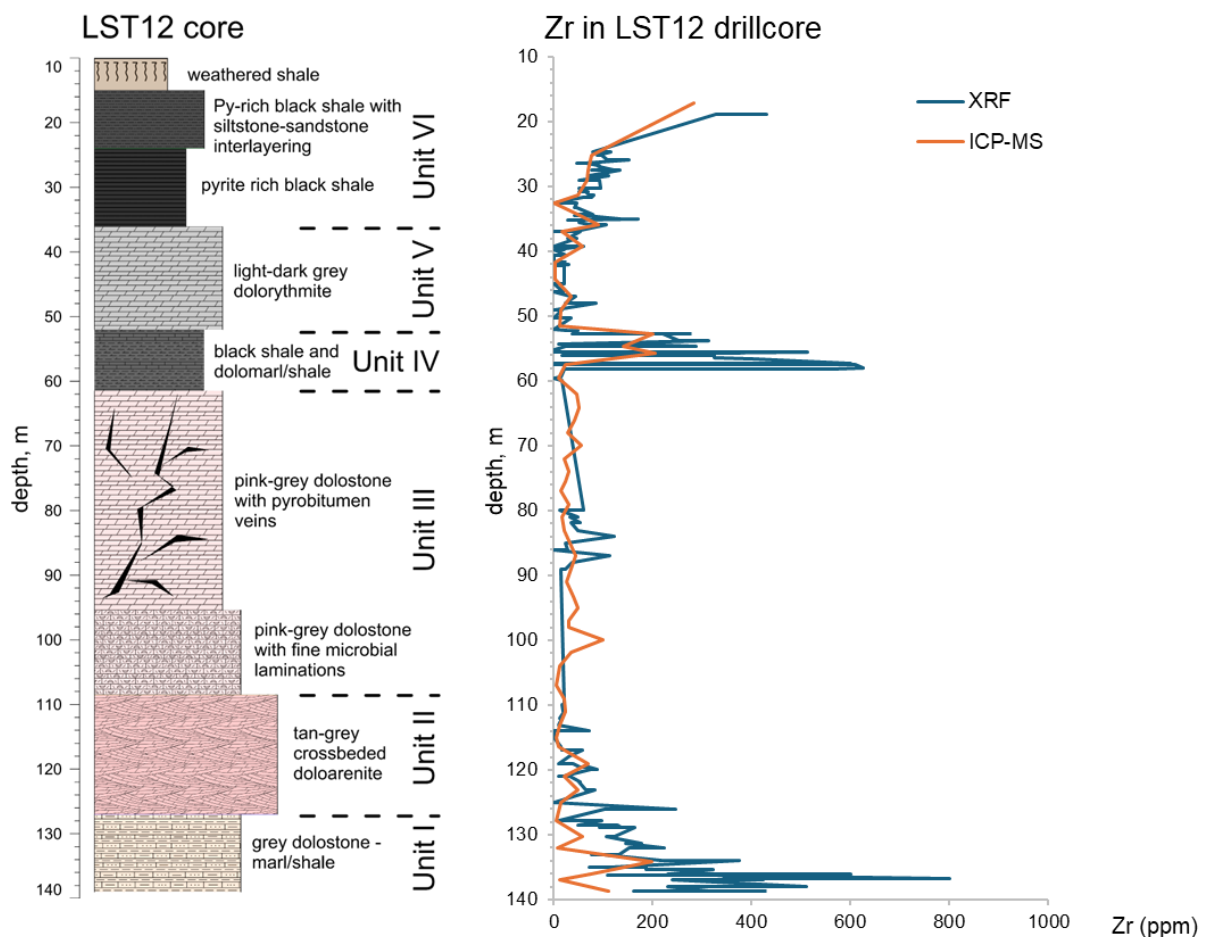 LST12 core
10
20
30
40
50
60
70
80
90
100
110
120
130
140
depth, m
weathered shale
Py-rich black shale with
siltstone-sandstone
interlayering
pyrite rich black shale
Unit VI
light-dark grey
dolorythmite
Unit V
black shale and
dolomarl/shale
Unit IV
pink-grey dolostone
with pyrobitumen
veins
Unit III
pink-grey dolostone
with fine microbial
laminations
tan-grey
crossbeded
doloarenite
Unit II
grey dolostone -
marl/shale
Unit I
Zr in LST12 drillcore
10
20
30
40
50
60
70
80
90
100
110
120
130
140
depth, m
XRF
ICP-MS
0
200
400
600
800
1000
Zr (ppm)